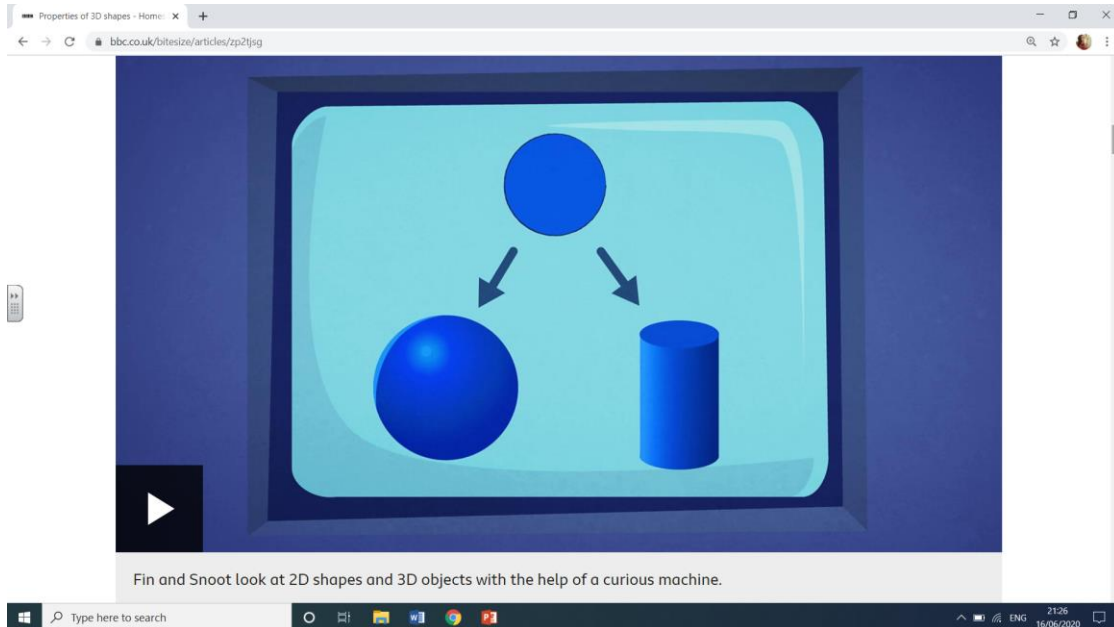 Properties of 3D shapes - Home
bbc.co.uk/bitesize/articles/zp2tjsg
Fin and Snoot look at 2D shapes and 3D objects with the help of a curious machine.
Type here to search
ENG
21:26
16/06/2020